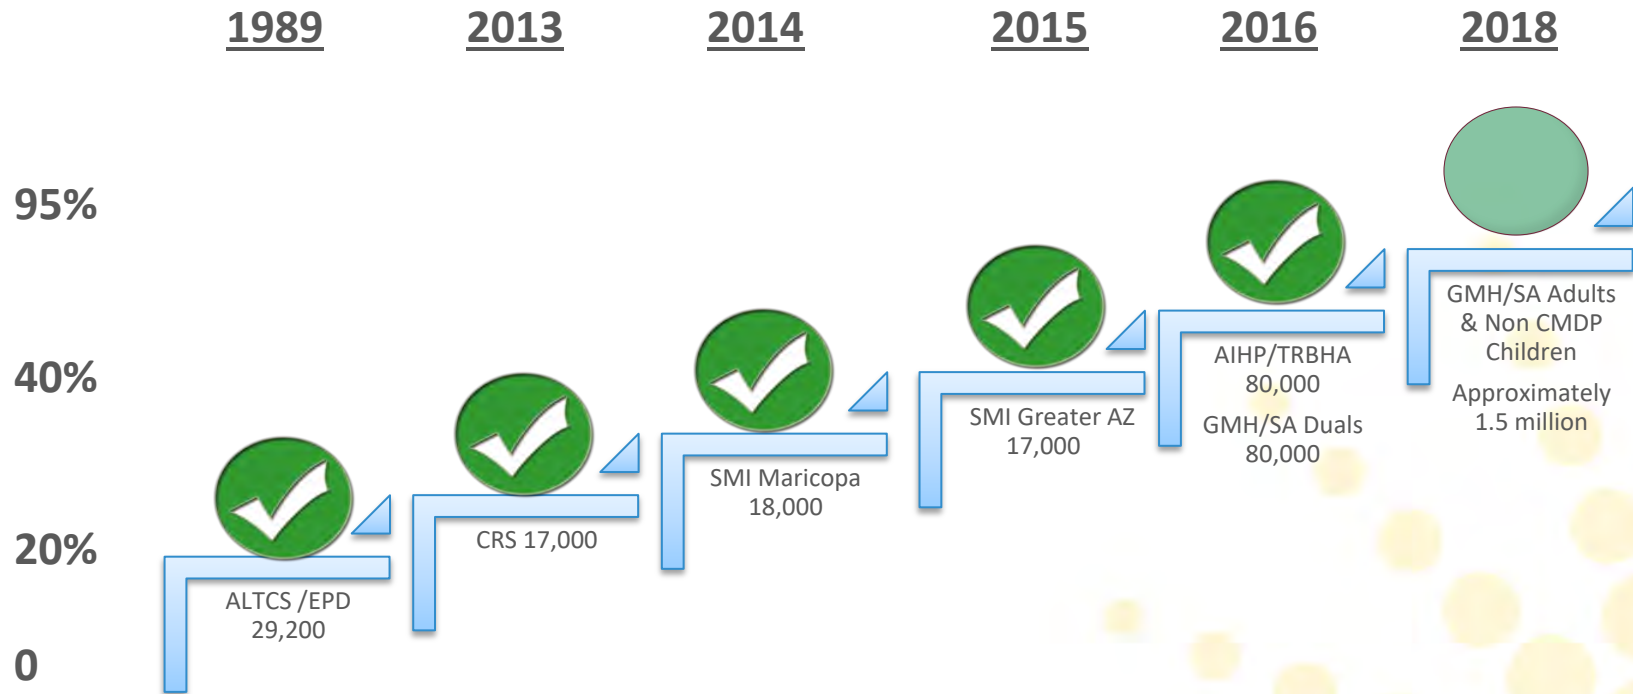 1989 2013 2014 2015 2016 2018
95%
40%
20%
0
ALTCS /EPD
29,200
CRS 17,000
SMI Maricopa
18,000
SMI Greater AZ
17,000
AIHP/TRBHA
80,000
GMH/SA Duals
80,000
GMH/SA Adults
& Non CMDP
Children
Approximately
1.5 million